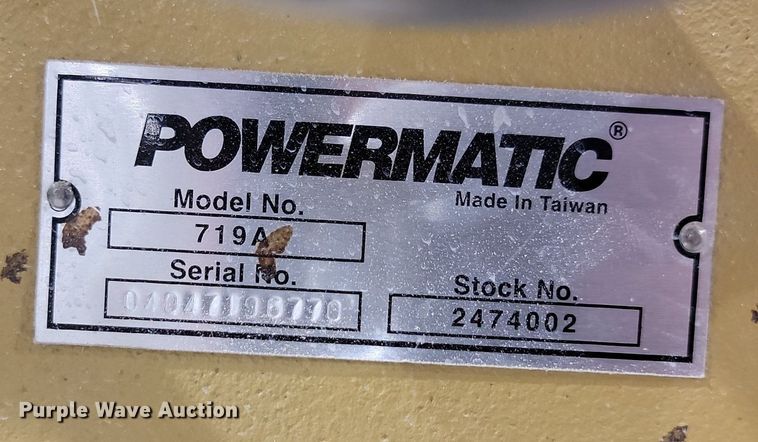 POWERMATIC®
Made In Taiwan
Model No.
719A
Serial No.
Stock No.
2474002
Purple Wave Auction